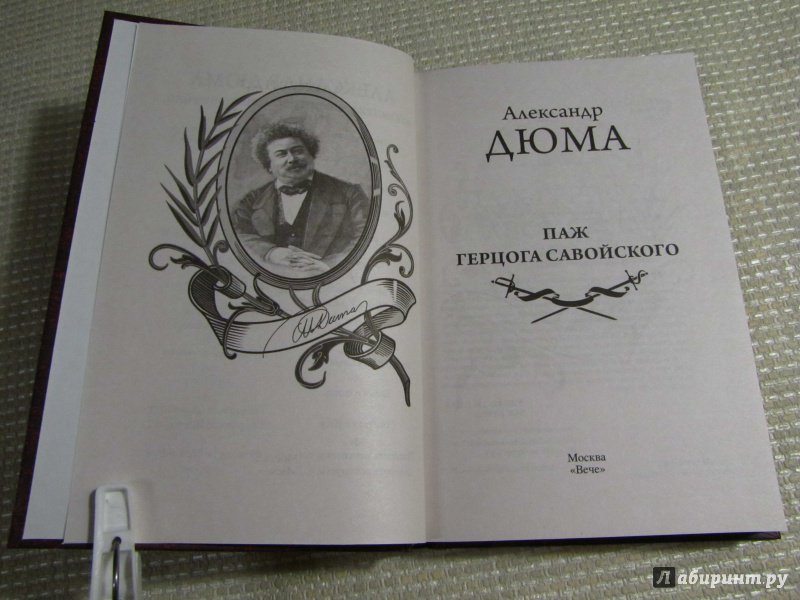 Александр
ДЮМА
ПАЖ
ГЕРЦОГА САВОЙСКОГО
Москва
«Вече»
Лабиринт.ру